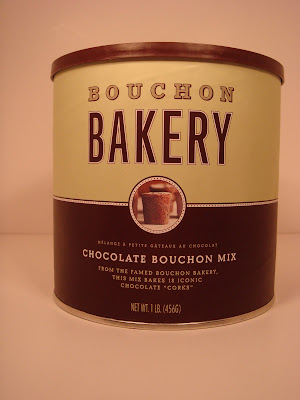 BOUCHON
BAKERY
MÉLANGE À PETITS GÂTEAUX AU CHOCOLAT
CHOCOLATE BOUCHON MIX
FROM THE FAMED BOUCHON BAKERY,
THIS MIX BAKES 18 ICONIC
CHOCOLATE "CORKS"
NET WT. 1 LB. (456G)